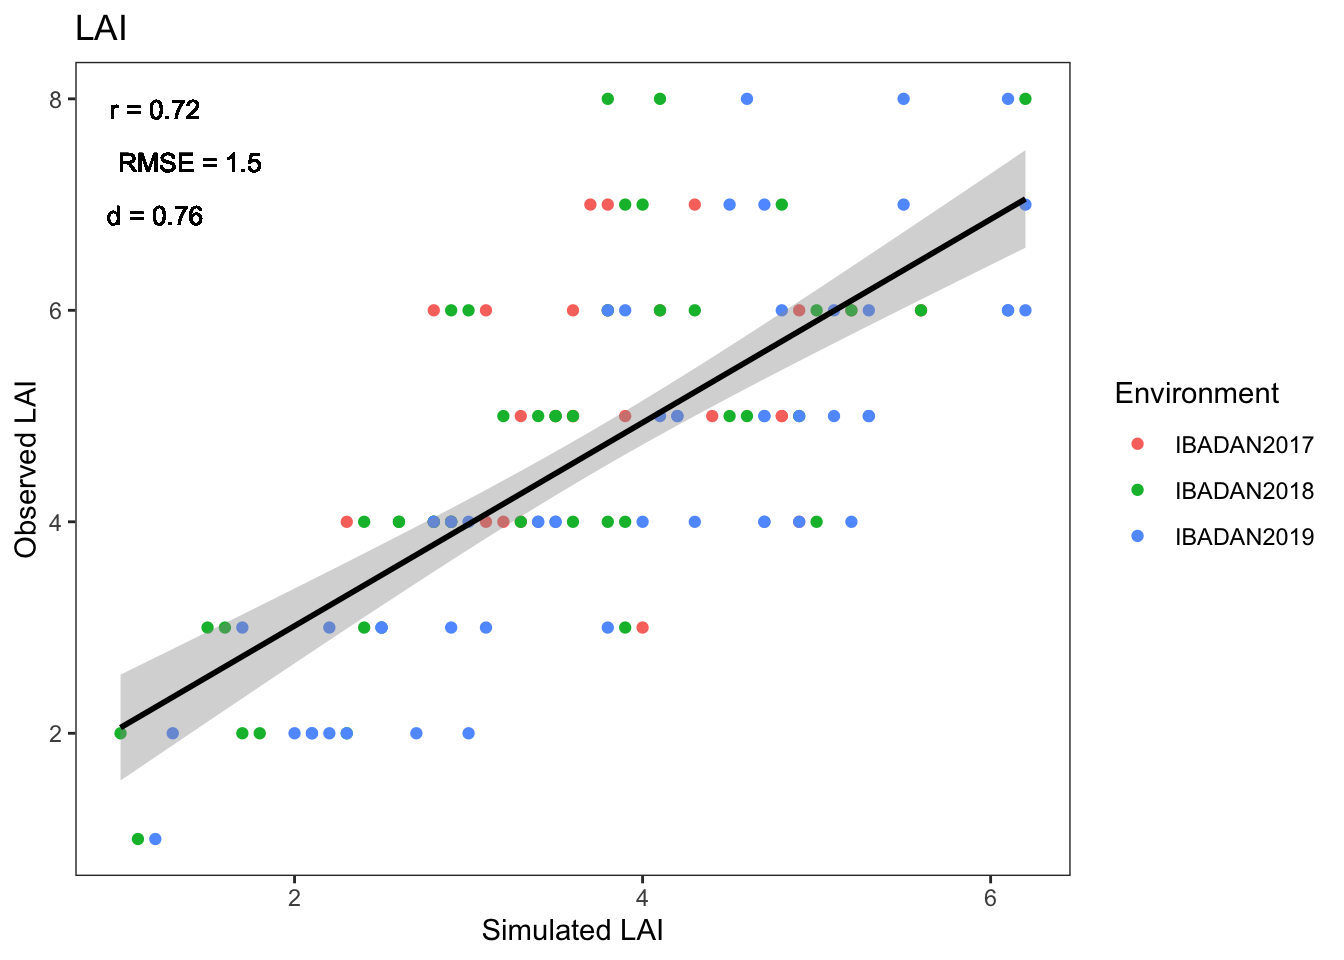 LAI
r = 0.72
RMSE = 1.5
d = 0.76
8
6
4
2
Observed LAI
2
4
6
Simulated LAI
Environment
IBADAN2017
IBADAN2018
IBADAN2019